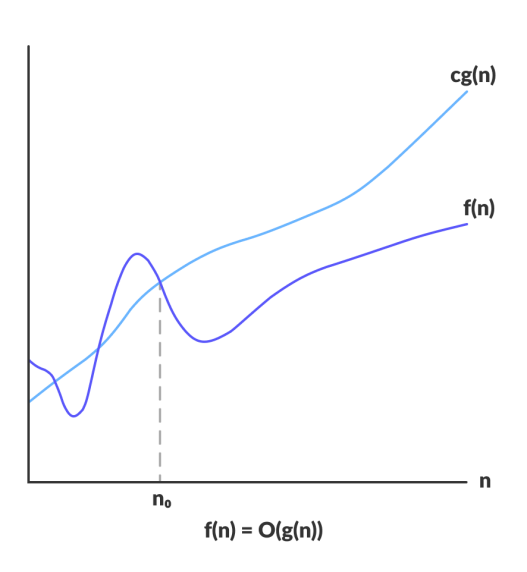 cg(n)
f(n)
n
n₀
f(n) = O(g(n))